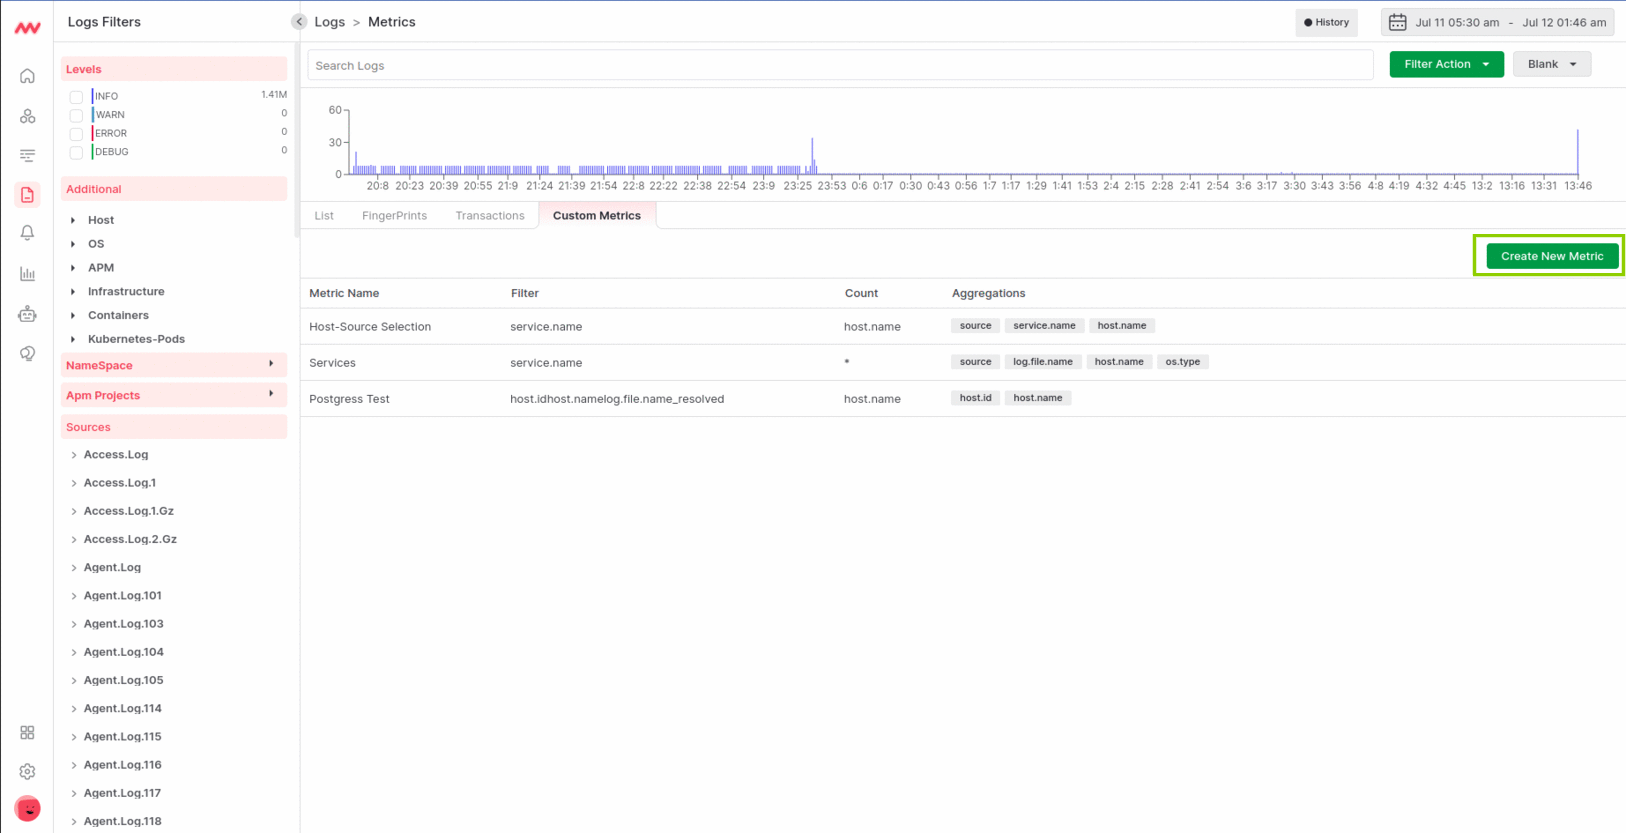 Logs Filters
Logs > Metrics
History
Jul 11 05:30 am - Jul 12 01:46 am
Search Logs
Filter Action
Blank
Levels
INFO 1.41M
WARN 0
ERROR 0
DEBUG 0
Additional
Host
OS
APM
Infrastructure
Containers
Kubernetes-Pods
NameSpace
Apm Projects
Sources
Access.Log
Access.Log.1
Access.Log.1.Gz
Access.Log.2.Gz
Agent.Log
Agent.Log.101
Agent.Log.103
Agent.Log.104
Agent.Log.105
Agent.Log.114
Agent.Log.115
Agent.Log.116
Agent.Log.117
Agent.Log.118
60
30
0
20:8 20:23 20:39 20:55 21:9 21:24 21:39 21:54 22:8 22:22 22:38 22:54 23:9 23:25 23:53 0:6 0:17 0:30 0:43 0:56 1:7 1:17 1:29 1:41 1:53 2:4 2:15 2:28 2:41 2:54 3:6 3:17 3:30 3:43 3:56 4:8 4:19 4:32 4:45 13:2 13:16 13:31 13:46
List FingerPrints Transactions Custom Metrics
Create New Metric
Metric Name Filter Count Aggregations
Host-Source Selection service.name host.name source service.name host.name
Services service.name * source log.file.name host.name os.type
Postgress Test host.idhost.namelog.file.name_resolved host.name host.id host.name